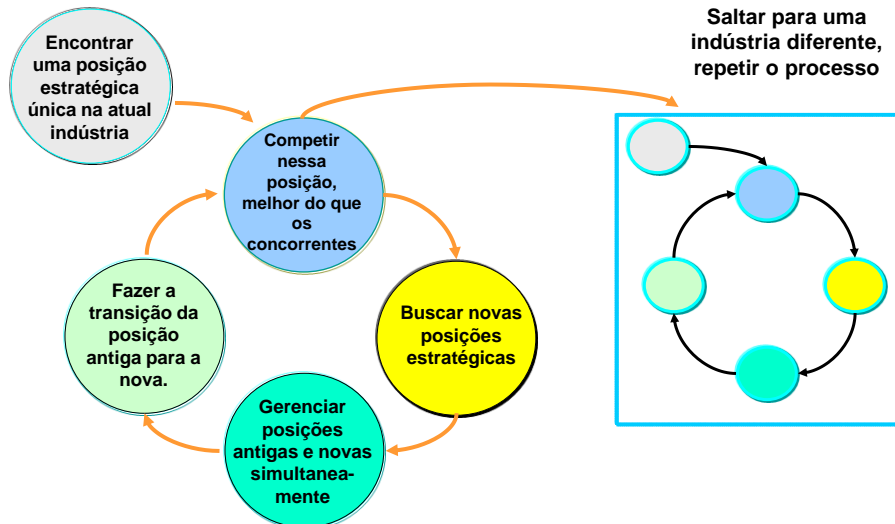 Encontrar
uma posição
estratégica
única na atual
indústria
Saltar para uma
indústria diferente,
repetir o processo
Competir
nessa
posição,
melhor do que
os
concorrentes
Buscar novas
posições
estratégicas
Gerenciar
posições
antigas e novas
simultanea-
mente
Fazer a
transição da
posição
antiga para a
nova.